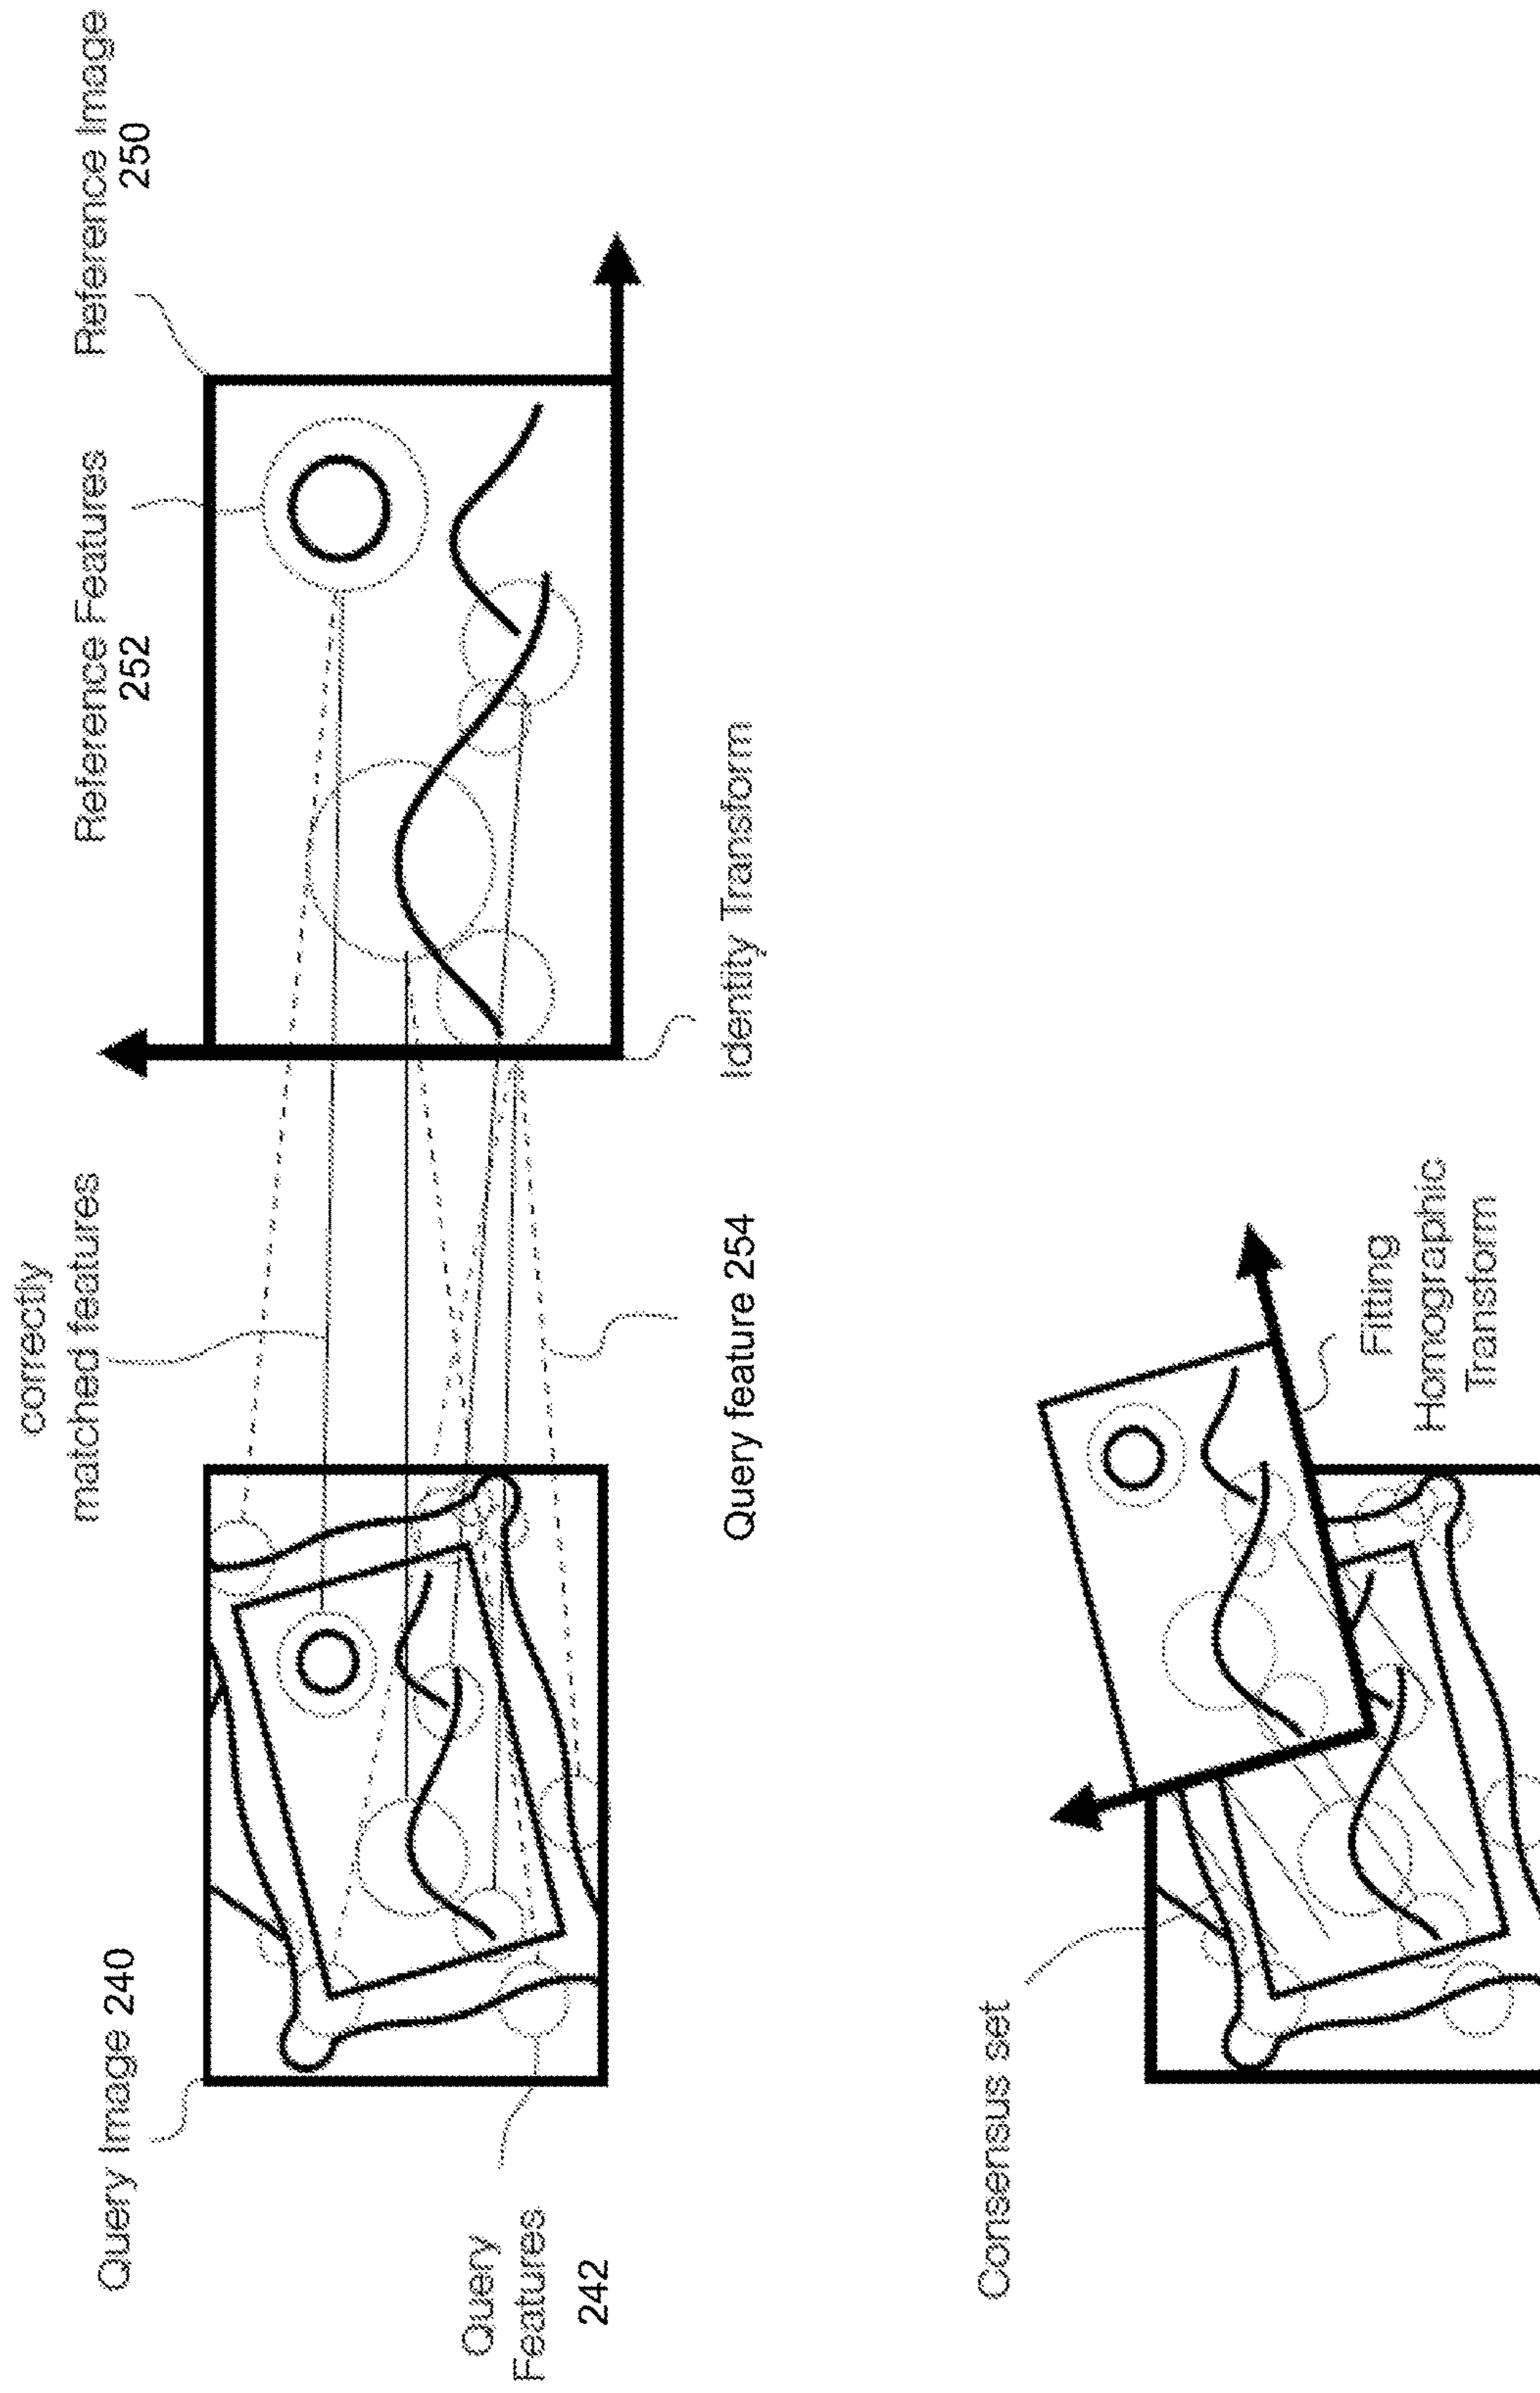 correctly
matched features
Query Image 240
Reference Features
252
Reference Image
250
Query
Features
242
Query feature 254
Identity Transform
Consensus set
Fitting
Homographic
Transform